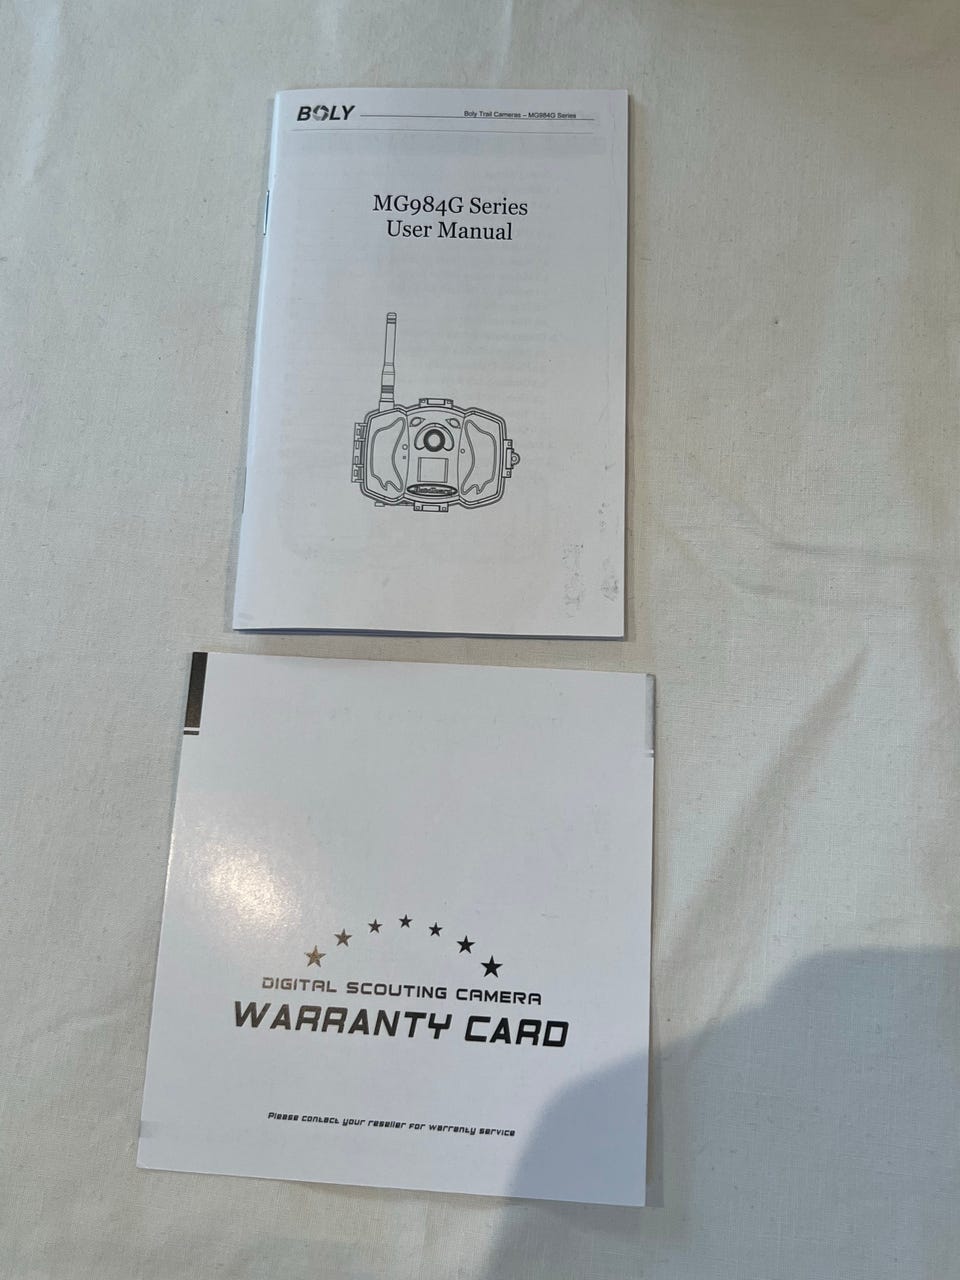 BOLY
Boly Trail Cameras – MG984G Series
MG984G Series
User Manual
DIGITAL SCOUTING CAMERA
WARRANTY CARD
Please contact your reseller for warranty service